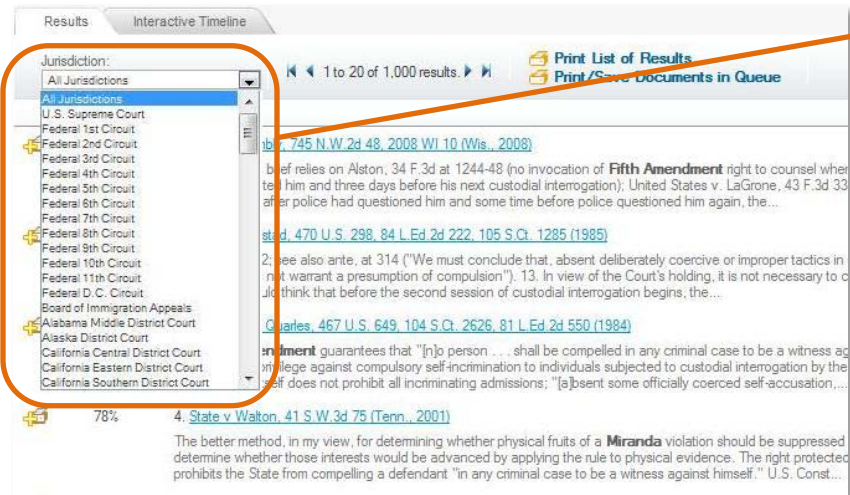 Results Interactive Timeline
Jurisdiction:
All Jurisdictions
1 to 20 of 1,000 results.
Print List of Results
Print/Save Documents in Queue
All Jurisdictions
U.S. Supreme Court
Federal 1st Circuit
Federal 2nd Circuit
Federal 3rd Circuit
Federal 4th Circuit
Federal 5th Circuit
Federal 6th Circuit
Federal 7th Circuit
Federal 8th Circuit
Federal 9th Circuit
Federal 10th Circuit
Federal 11th Circuit
Federal D.C. Circuit
Board of Immigration Appeals
Alabama Middle District Court
Alaska District Court
California Central District Court
California Eastern District Court
California Southern District Court
745 N.W.2d 48, 2008 WI 10 (Wis., 2008)
brief relies on Alston, 34 F.3d at 1244-48 (no invocation of Fifth Amendment right to counsel wher
ted him and three days before his next custodial interrogation); United States v. LaGrone, 43 F.3d 33
after police had questioned him and some time before police questioned him again, the...
stad, 470 U.S. 298, 84 L.Ed.2d 222, 105 S.Ct. 1285 (1985)
2; see also ante, at 314 ("We must conclude that, absent deliberately coercive or improper tactics in
not warrant a presumption of compulsion"). 13. In view of the Court's holding, it is not necessary to c
uld think that before the second session of custodial interrogation begins, the...
Quarles, 467 U.S. 649, 104 S.Ct. 2626, 81 L.Ed.2d 550 (1984)
endment guarantees that "[n]o person . . . shall be compelled in any criminal case to be a witness ag
privilege against compulsory self-incrimination to individuals subjected to custodial interrogation by the
self does not prohibit all incriminating admissions; "[a]bsent some officially coerced self-accusation,...
78% 4. State v Walton, 41 S.W.3d 75 (Tenn., 2001)
The better method, in my view, for determining whether physical fruits of a Miranda violation should be suppressed
determine whether those interests would be advanced by applying the rule to physical evidence. The right protected
prohibits the State from compelling a defendant "in any criminal case to be a witness against himself." U.S. Const...